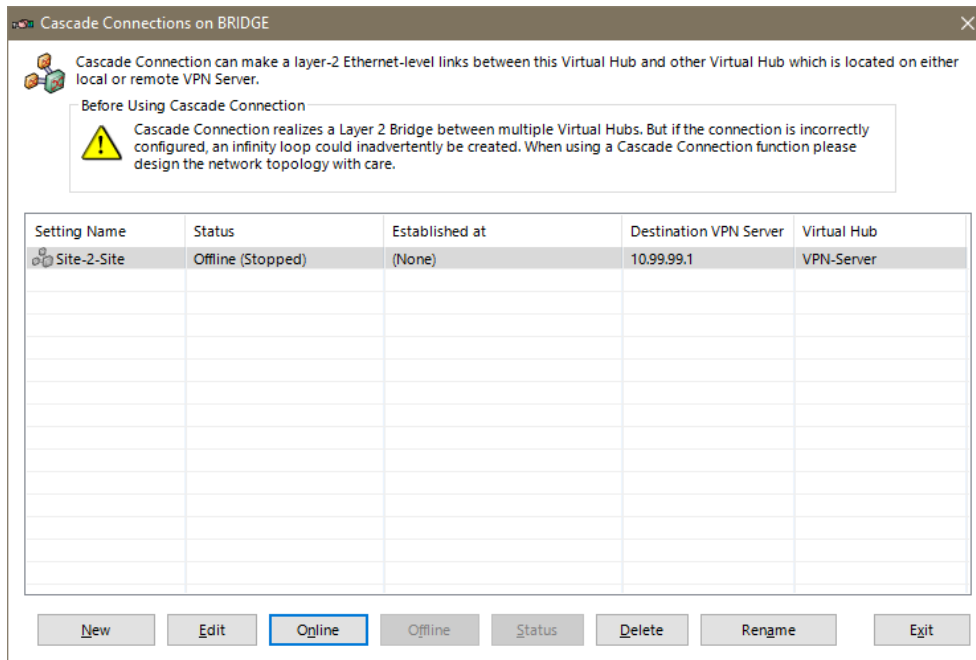 Cascade Connections on BRIDGE
Cascade Connection can make a layer-2 Ethernet-level links between this Virtual Hub and other Virtual Hub which is located on either
local or remote VPN Server.
Before Using Cascade Connection
Cascade Connection realizes a Layer 2 Bridge between multiple Virtual Hubs. But if the connection is incorrectly
configured, an infinity loop could inadvertently be created. When using a Cascade Connection function please
design the network topology with care.
Setting Name Status Established at Destination VPN Server Virtual Hub
Site-2-Site Offline (Stopped) (None) 10.99.99.1 VPN-Server
New Edit Online Offline Status Delete Rename Exit